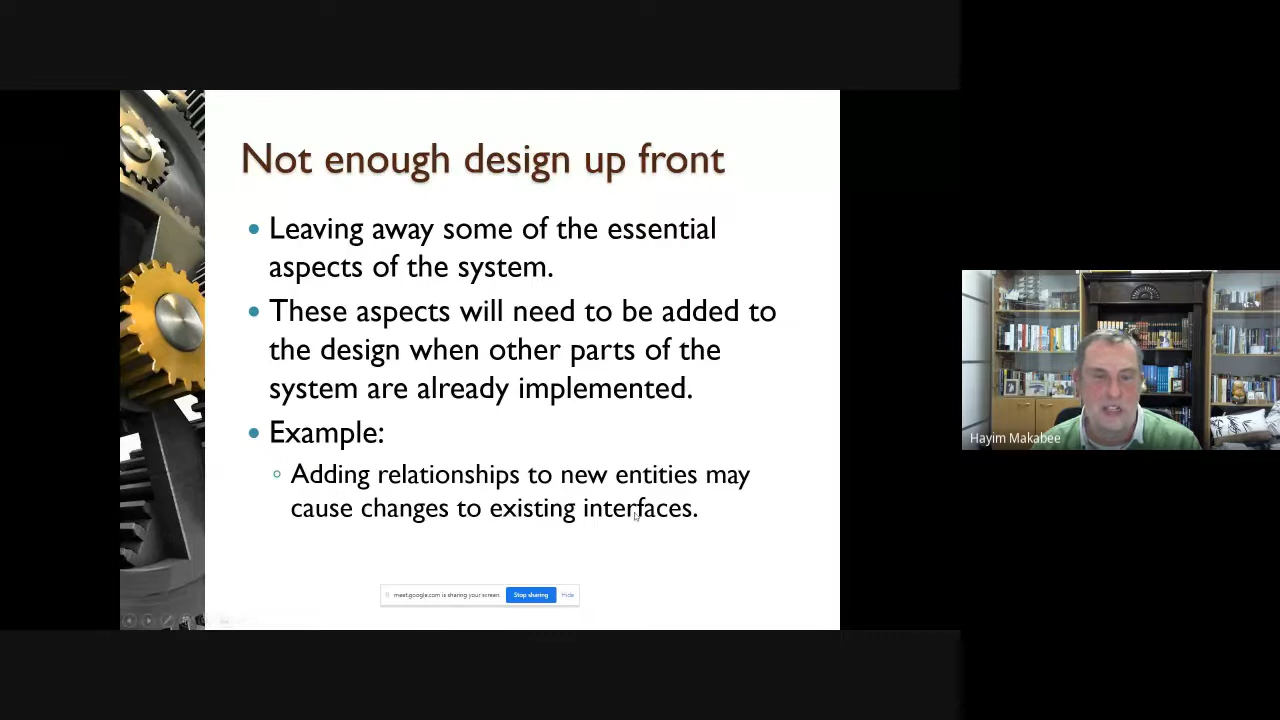 Not enough design up front
Leaving away some of the essential
aspects of the system.
These aspects will need to be added to
the design when other parts of the
system are already implemented.
Example:
Adding relationships to new entities may
cause changes to existing interfaces.
meet.google.com is sharing your screen. Stop sharing Hide
Hayim Makabee